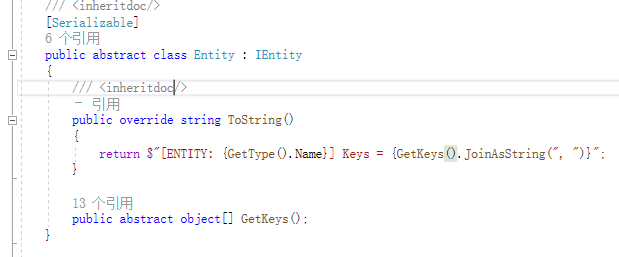 /// <inheritdoc/>
[Serializable]
6 个引用
public abstract class Entity : IEntity
{
/// <inheritdoc/>
- 引用
public override string ToString()
{
return $"[ENTITY: {GetType().Name}] Keys = {GetKeys().JoinAsString(", ")}";
}
13 个引用
public abstract object[] GetKeys();
}